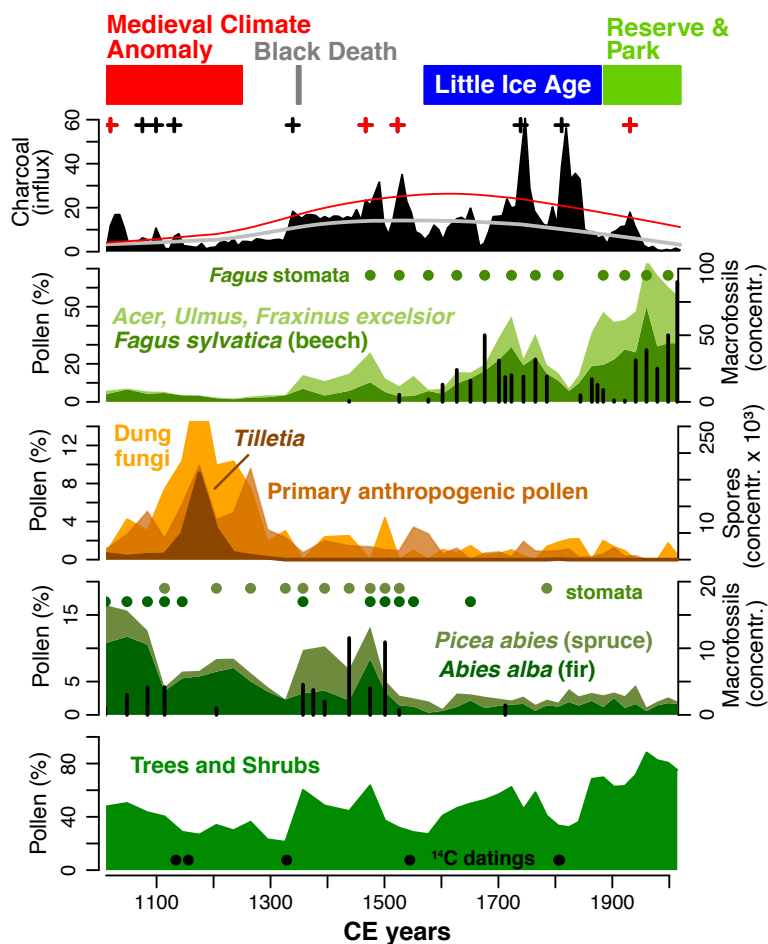 Medieval Climate
Anomaly
Black Death
Reserve &
Park
Little Ice Age
Charcoal
(influx)
60
40
20
0
Pollen (%)
50
20
0
Fagus stomata
Acer, Ulmus, Fraxinus excelsior
Fagus sylvatica (beech)
100
50
0
Macrofossils
(concentr.)
Pollen (%)
12
8
4
0
Dung
fungi
Tilletia
Primary anthropogenic pollen
250
10
0
Spores
(concentr. x 10³)
Pollen (%)
15
5
0
stomata
Picea abies (spruce)
Abies alba (fir)
20
10
0
Macrofossils
(concentr.)
Pollen (%)
80
40
0
Trees and Shrubs
¹⁴C datings
1100
1300
1500
1700
1900
CE years